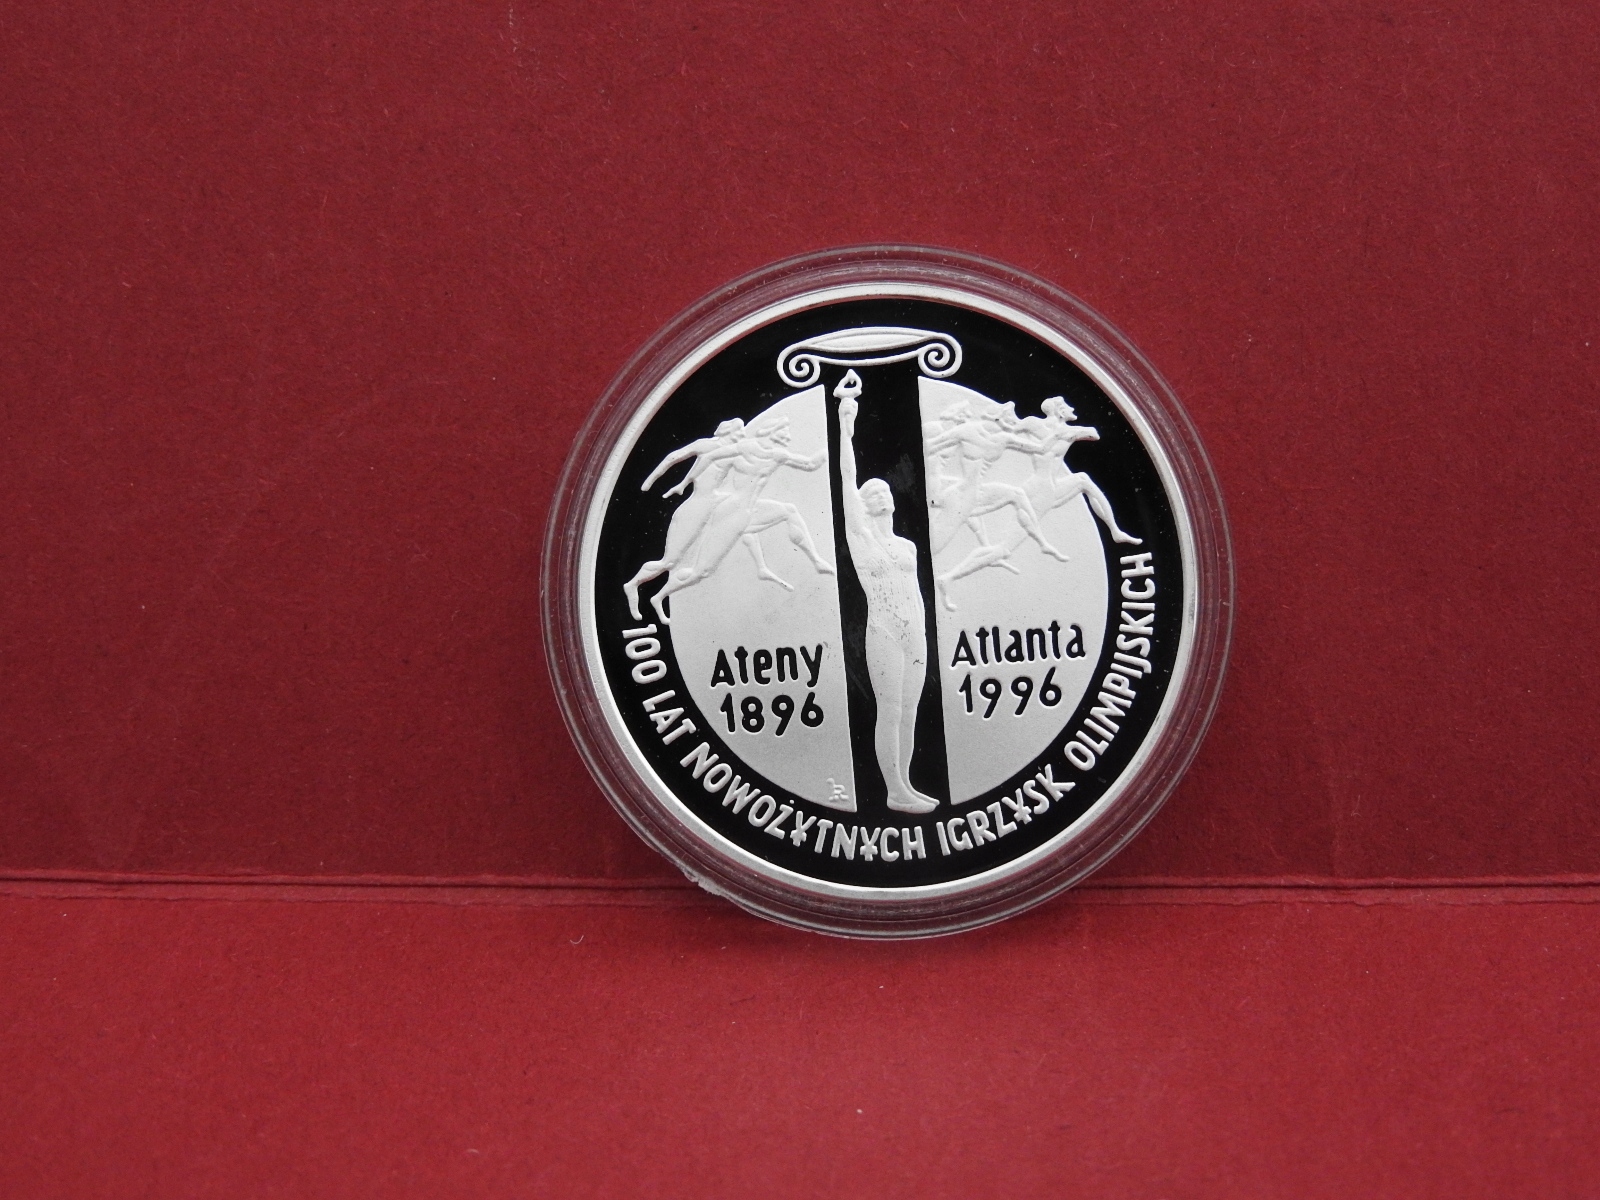 Ateny
1896
Atlanta
1996
100 LAT NOWOŻYTNYCH IGRZYSK OLIMPIJSKICH